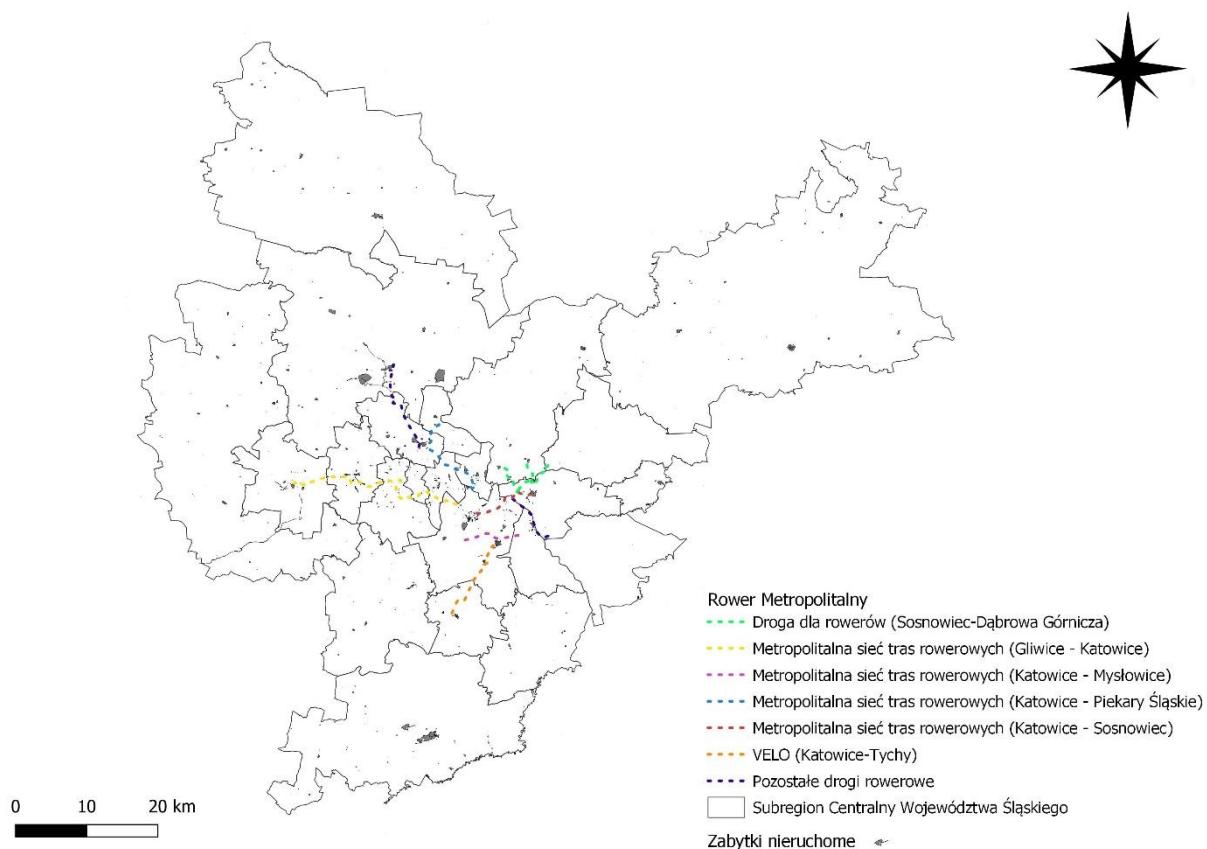 Rower Metropolitalny
Droga dla rowerów (Sosnowiec-Dąbrowa Górnicza)
Metropolitalna sieć tras rowerowych (Gliwice - Katowice)
Metropolitalna sieć tras rowerowych (Katowice - Mysłowice)
Metropolitalna sieć tras rowerowych (Katowice - Piekary Śląskie)
Metropolitalna sieć tras rowerowych (Katowice - Sosnowiec)
VELO (Katowice-Tychy)
Pozostałe drogi rowerowe
Subregion Centralny Województwa Śląskiego
Zabytki nieruchome
0 10 20 km